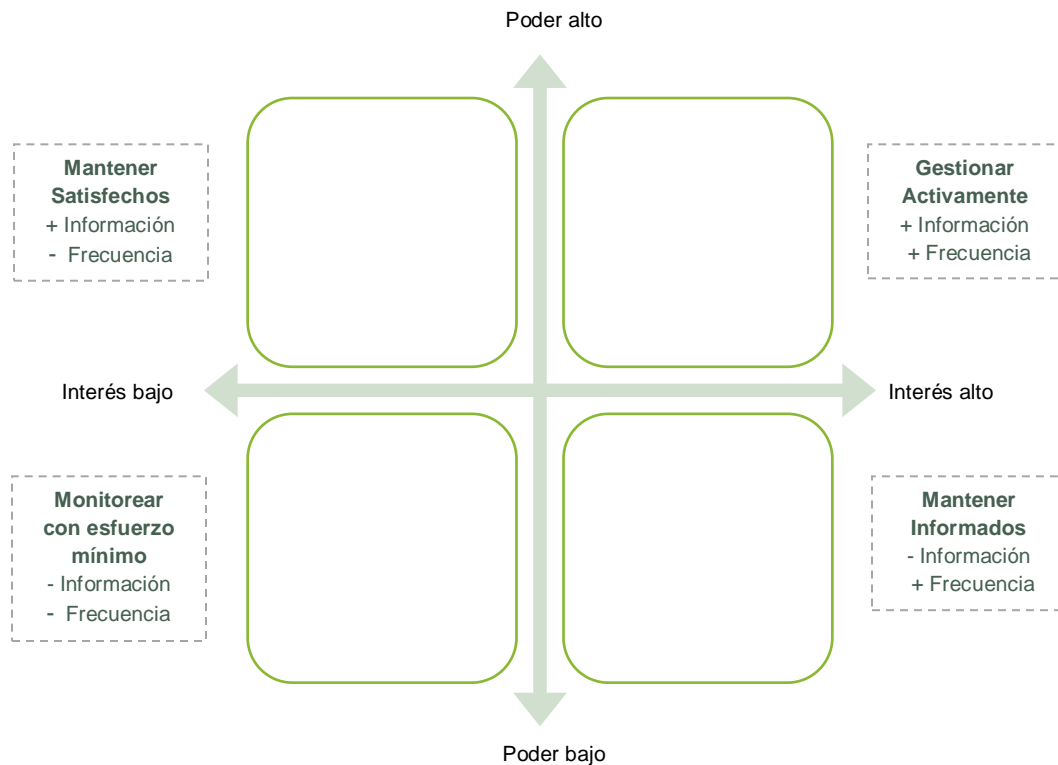 Poder alto
Mantener
Satisfechos
+ Información
- Frecuencia
Gestionar
Activamente
+ Información
+ Frecuencia
Interés bajo
Interés alto
Monitorear
con esfuerzo
mínimo
- Información
- Frecuencia
Mantener
Informados
- Información
+ Frecuencia
Poder bajo